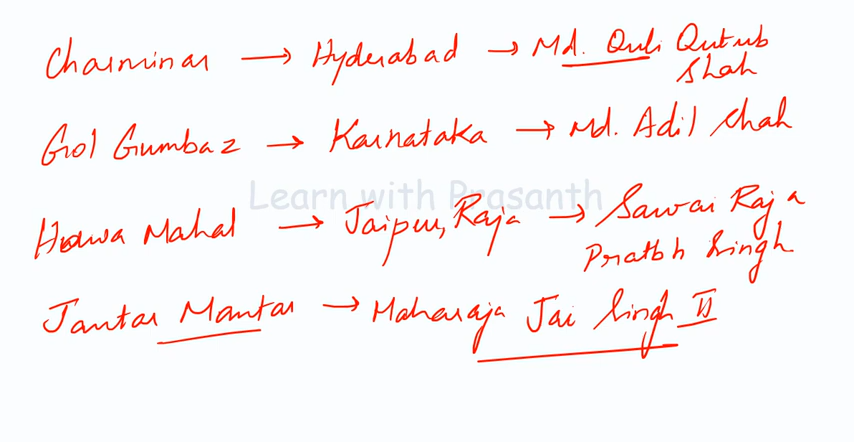 Charminar → Hyderabad → Md. Quli Qutub
Shah
Gol Gumbaz → Karnataka → Md. Adil Shah
Learn with Prasanth
Hawa Mahal → Jaipur, Raja → Sawai Raja
Pratbh Singh
Jantar Mantar → Maharaja Jai Singh II